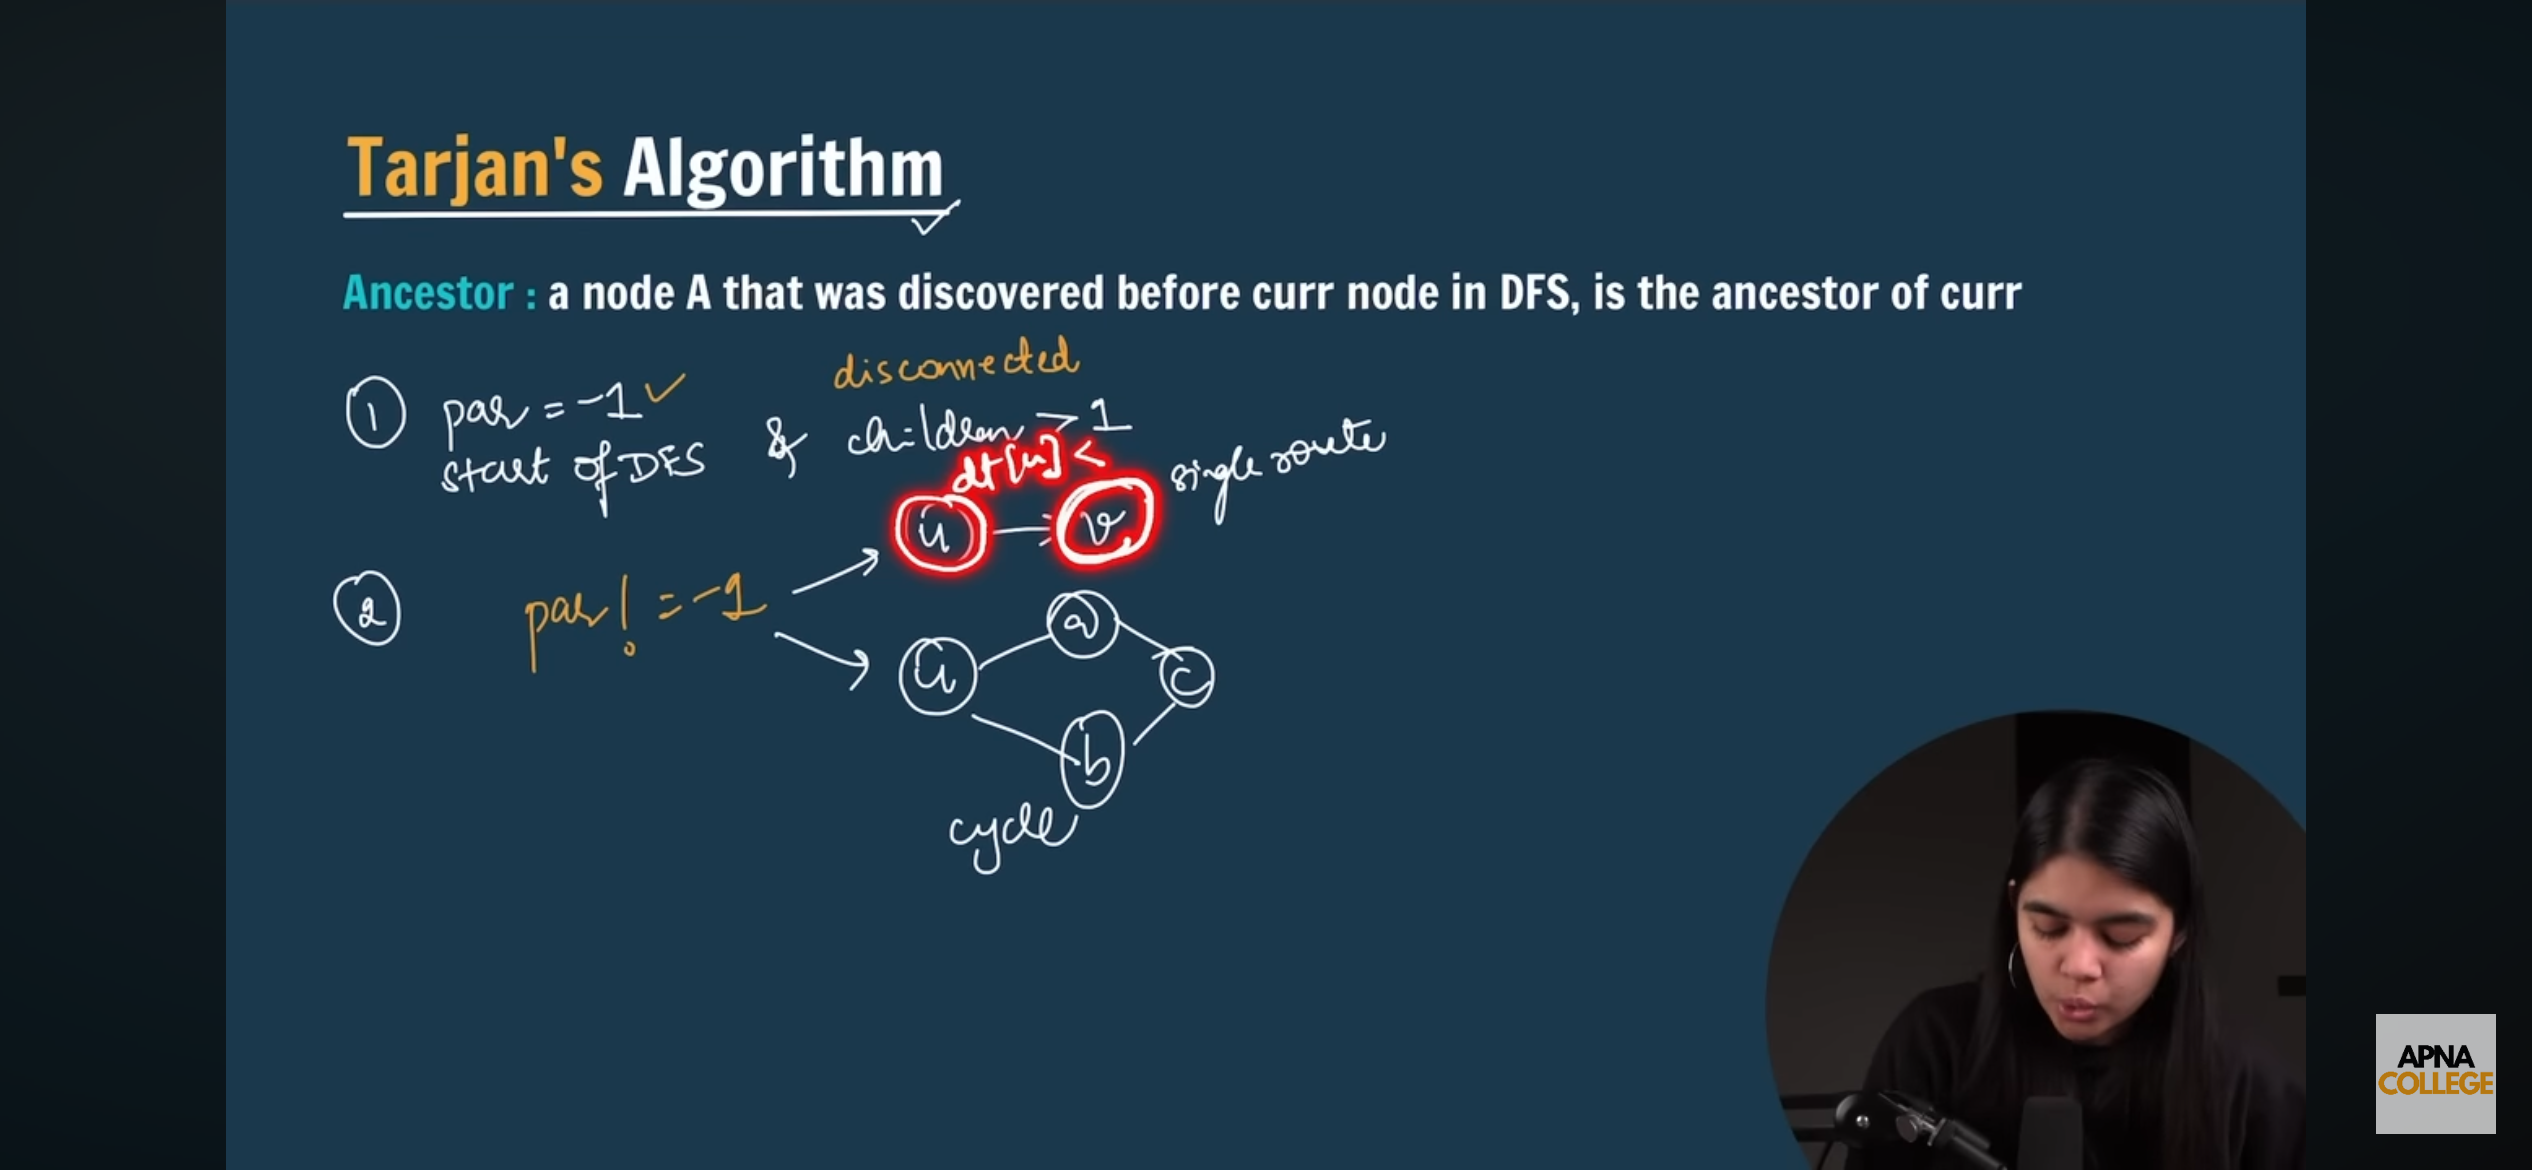 Tarjan's Algorithm
Ancestor : a node A that was discovered before curr node in DFS, is the ancestor of curr
disconnected
① par = -1 ✓ & children > 1
start of DFS
dt[u] <
u v single route
② par != -1
a
u c
b
cycle
APNA
COLLEGE